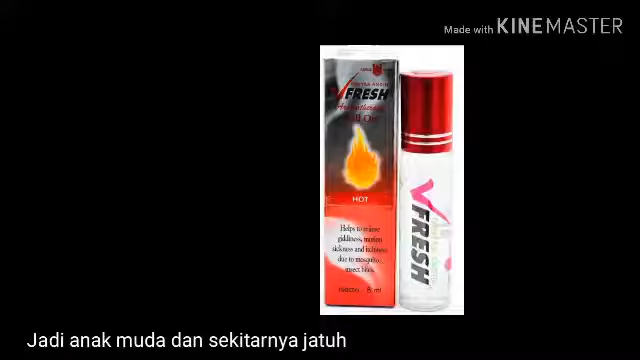 Made with KINEMASTER
FRESH
Aromatherapy
Roll On
HOT
Helps to relieve
giddiness, motion
sickness and itchiness
due to mosquito,
insect bites.
8 ml
FRESH
Jadi anak muda dan sekitarnya jatuh